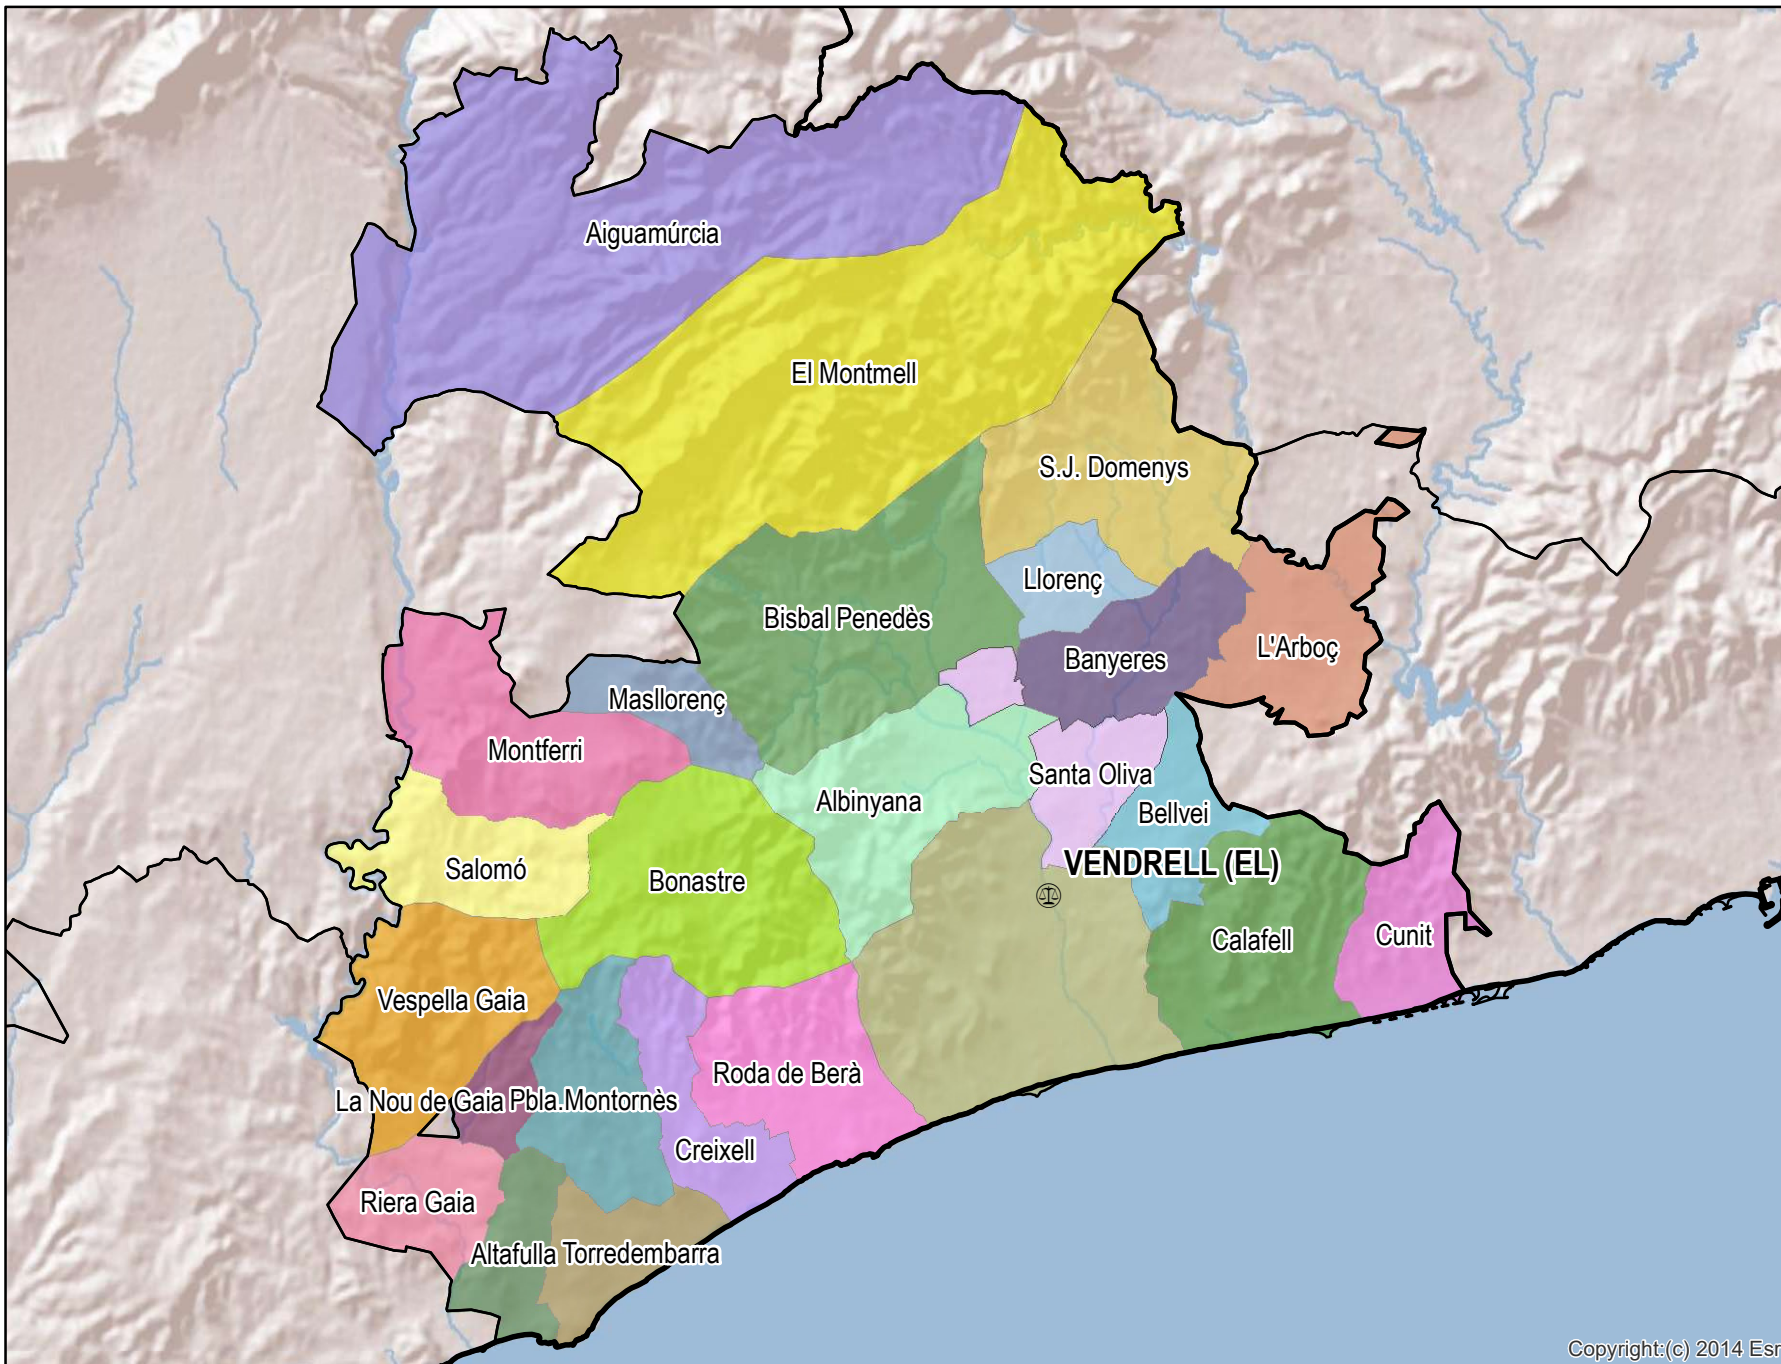 Aiguamúrcia
El Montmell
S.J. Domenys
Llorenç
Bisbal Penedès
L'Arboç
Banyeres
Masllorenç
Montferri
Santa Oliva
Albinyana
Bellvei
VENDRELL (EL)
Salomó
Bonastre
Cunit
Calafell
Vespella Gaia
Roda de Berà
La Nou de Gaia
Pbla.Montornès
Creixell
Riera Gaia
Altafulla
Torredembarra
Copyright:(c) 2014 Esr